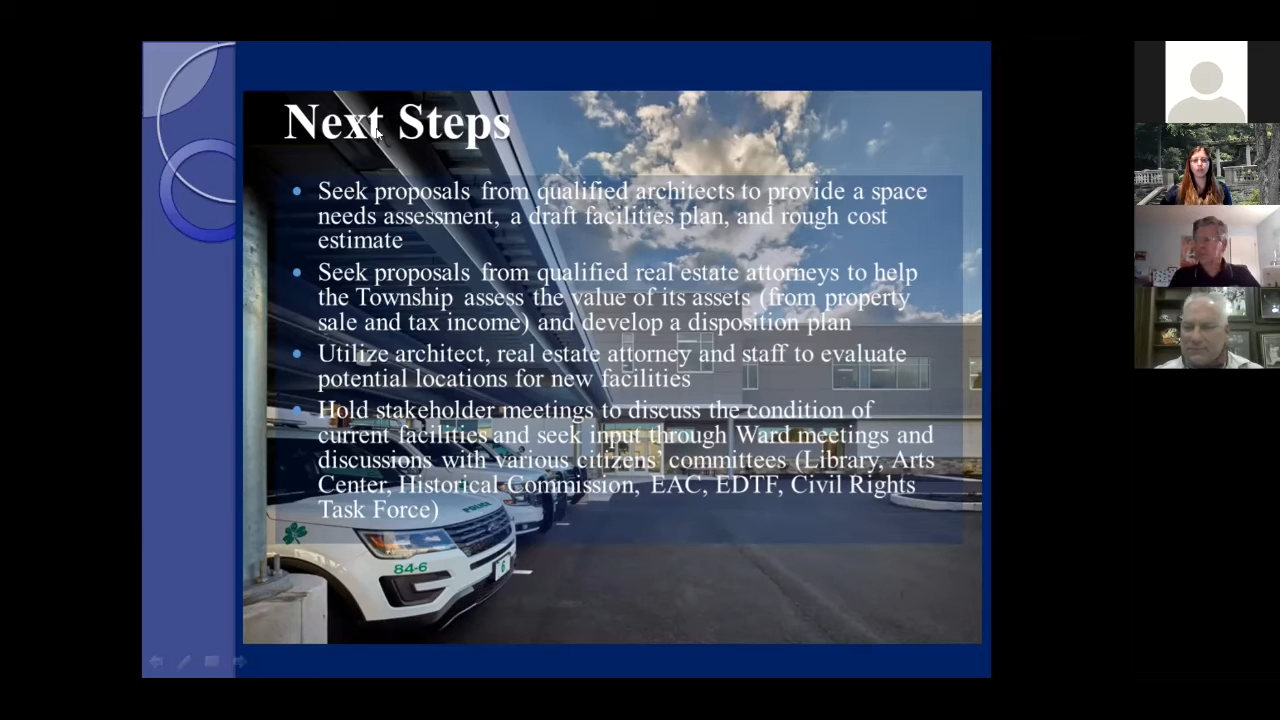 Next Steps
Seek proposals from qualified architects to provide a space
needs assessment, a draft facilities plan, and rough cost
estimate
Seek proposals from qualified real estate attorneys to help
the Township assess the value of its assets (from property
sale and tax income) and develop a disposition plan
Utilize architect, real estate attorney and staff to evaluate
potential locations for new facilities
Hold stakeholder meetings to discuss the condition of
current facilities and seek input through Ward meetings and
discussions with various citizens’ committees (Library, Arts
Center, Historical Commission, EAC, EDTF, Civil Rights
Task Force)
POLICE
84-6
6